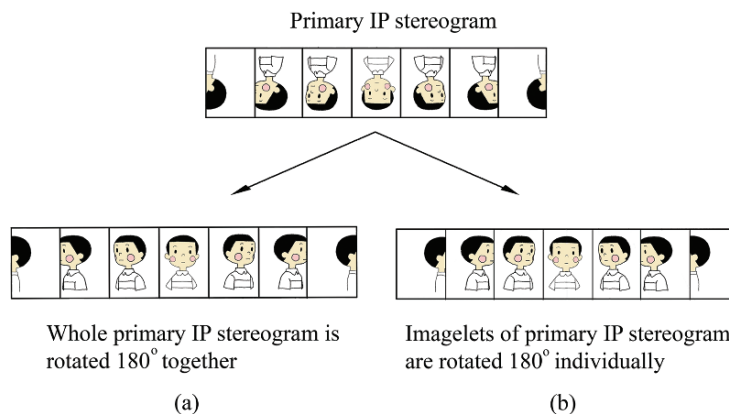 Primary IP stereogram
Whole primary IP stereogram is
rotated 180° together
(a)
Imagelets of primary IP stereogram
are rotated 180° individually
(b)